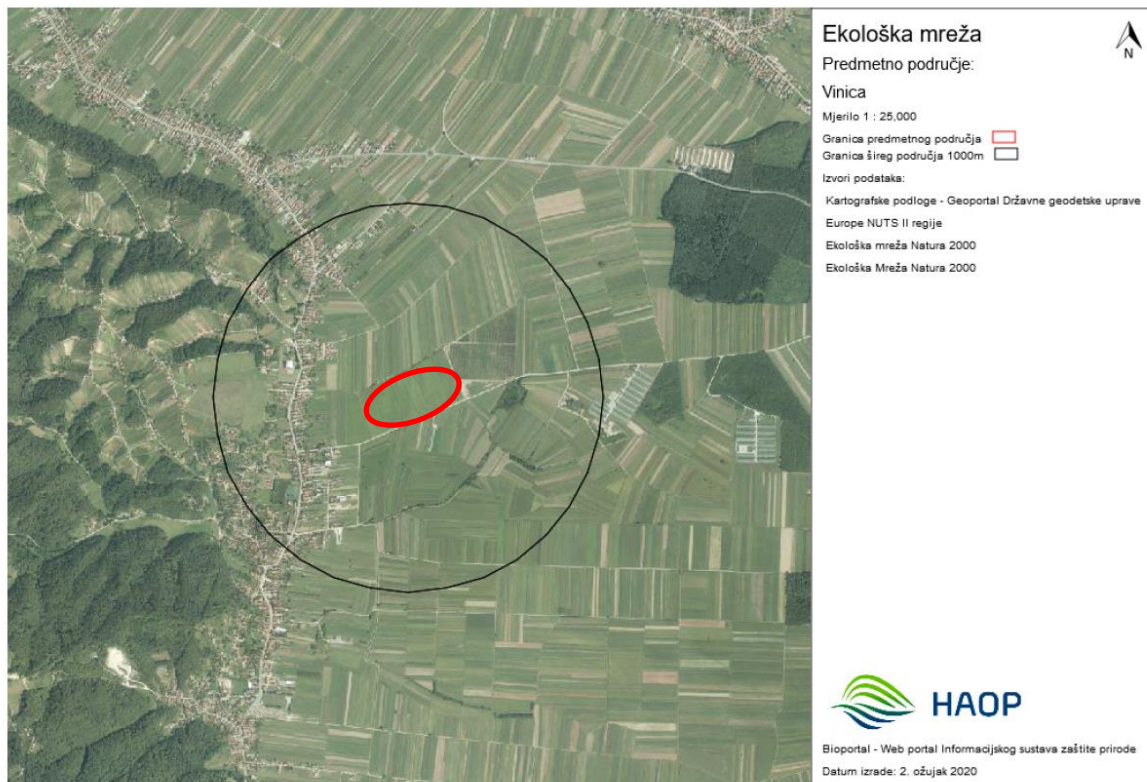 Ekološka mreža
N
Predmetno područje:
Vinica
Mjerilo 1 : 25,000
Granica predmetnog područja
Granica šireg područja 1000m
Izvori podataka:
Kartografske podloge - Geoportal Državne geodetske uprave
Europe NUTS II regije
Ekološka mreža Natura 2000
Ekološka Mreža Natura 2000
HAOP
Bioportal - Web portal Informacijskog sustava zaštite prirode
Datum izrade: 2. ožujak 2020